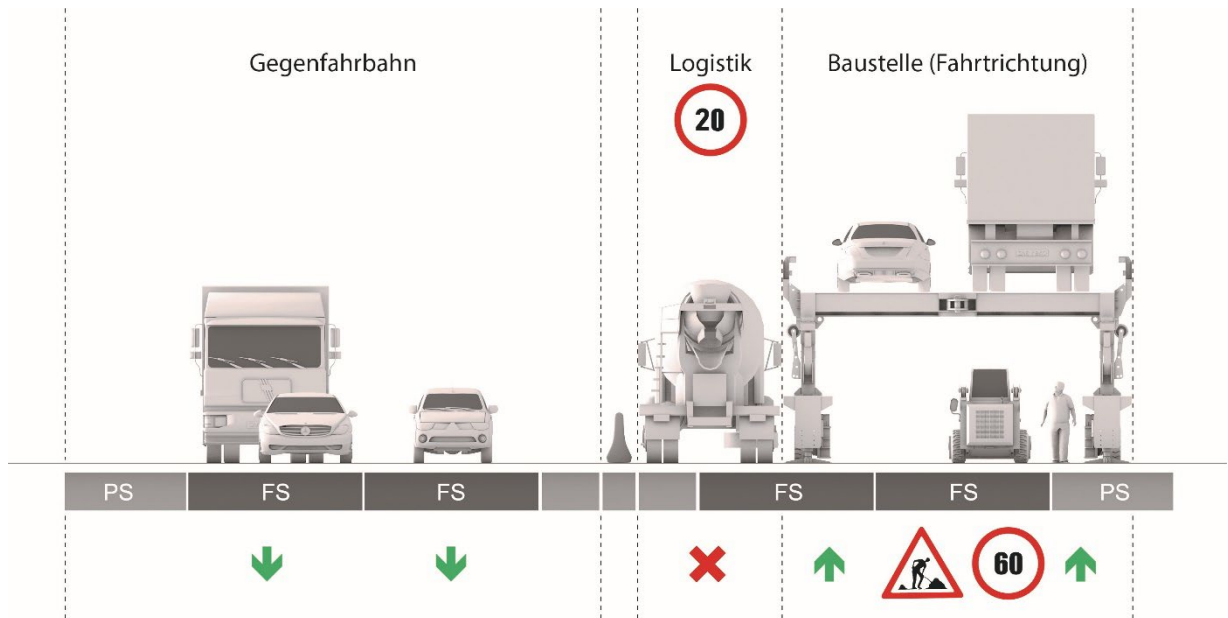 Gegenfahrbahn
Logistik
Baustelle (Fahrtrichtung)
20
PS
FS
FS
FS
FS
PS
60